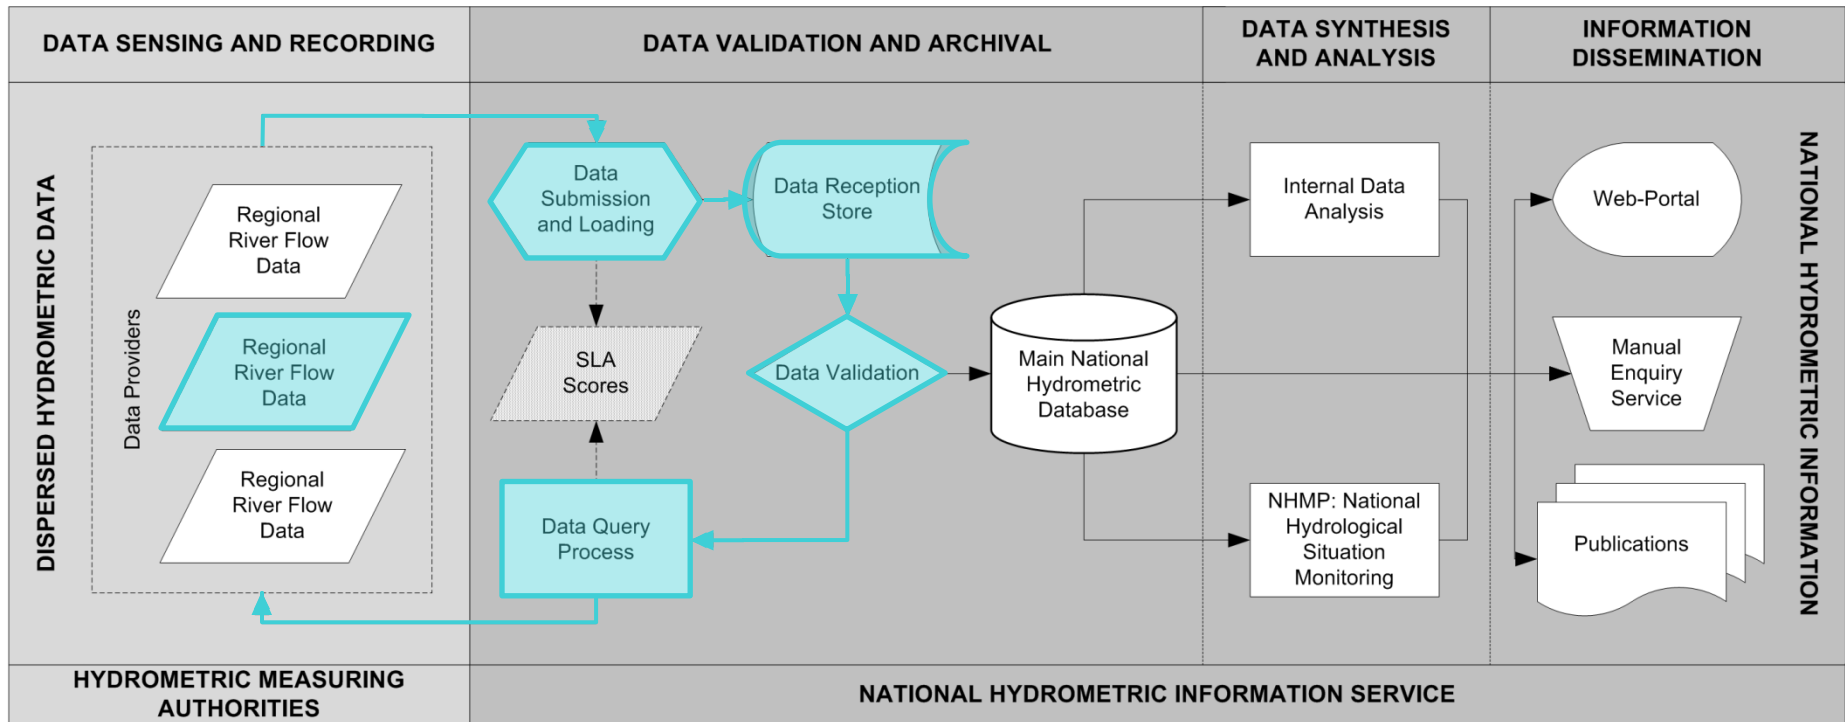 DATA SENSING AND RECORDING
DATA VALIDATION AND ARCHIVAL
DATA SYNTHESIS
AND ANALYSIS
INFORMATION
DISSEMINATION
DISPERSED HYDROMETRIC DATA
Data Providers
Regional
River Flow
Data
Regional
River Flow
Data
Regional
River Flow
Data
Data
Submission
and Loading
Data Reception
Store
SLA
Scores
Data Validation
Data Query
Process
Main National
Hydrometric
Database
Internal Data
Analysis
NHMP: National
Hydrological
Situation
Monitoring
Web-Portal
Manual
Enquiry
Service
Publications
NATIONAL HYDROMETRIC INFORMATION
HYDROMETRIC MEASURING
AUTHORITIES
NATIONAL HYDROMETRIC INFORMATION SERVICE